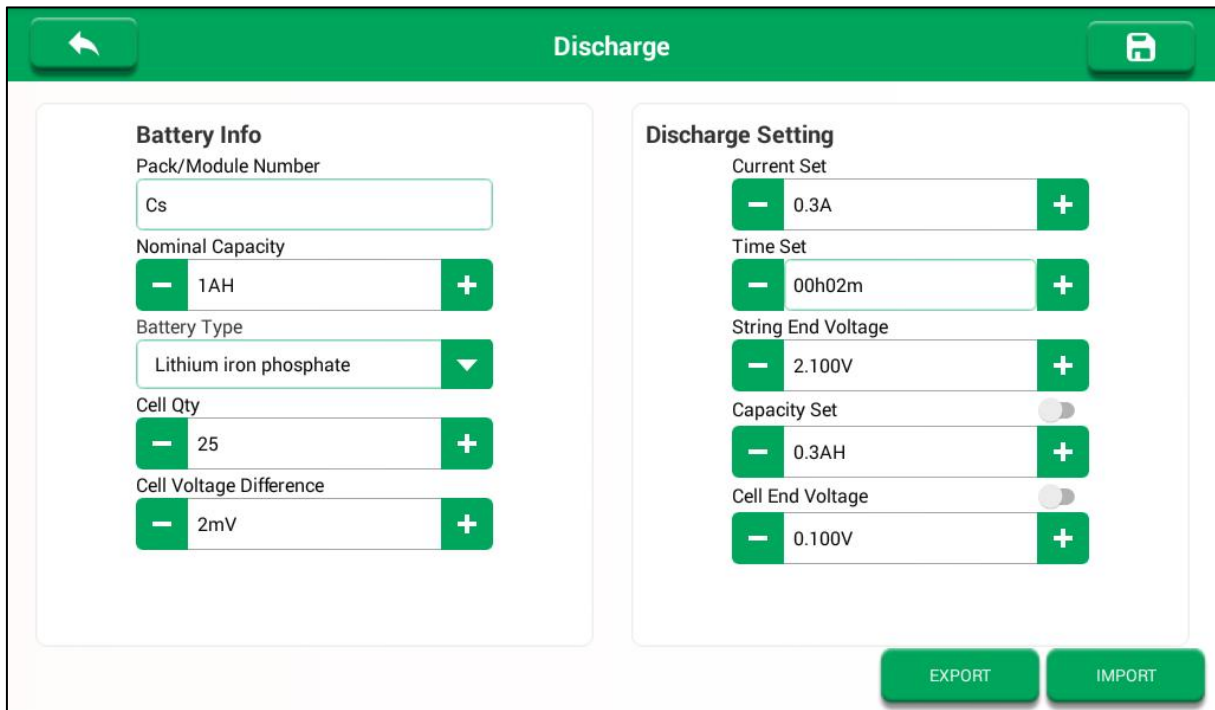 Discharge
Battery Info
Pack/Module Number
Cs
Nominal Capacity
1AH
Battery Type
Lithium iron phosphate
Cell Qty
25
Cell Voltage Difference
2mV
Discharge Setting
Current Set
0.3A
Time Set
00h02m
String End Voltage
2.100V
Capacity Set
0.3AH
Cell End Voltage
0.100V
EXPORT
IMPORT